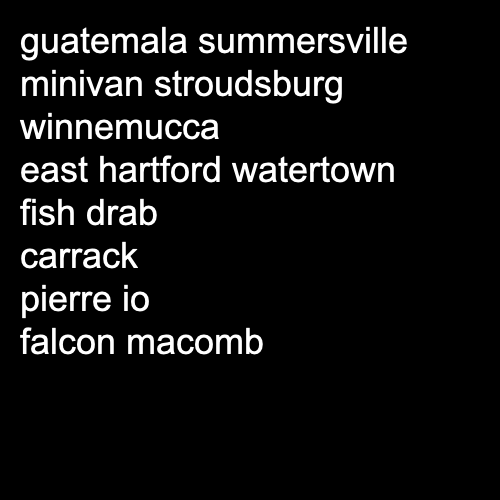 guatemala summersville
minivan stroudsburg
winnemucca
east hartford watertown
fish drab
carrack
pierre io
falcon macomb